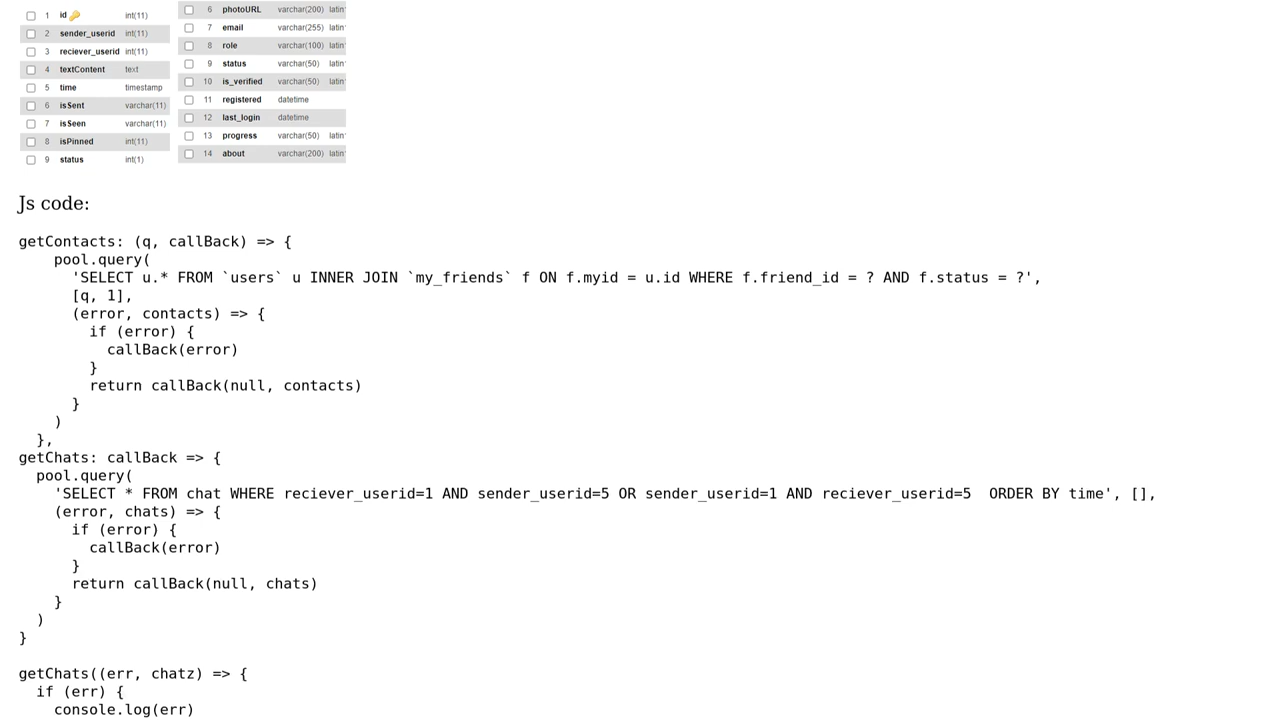 1 id int(11)
2 sender_userid int(11)
3 reciever_userid int(11)
4 textContent text
5 time timestamp
6 isSent varchar(11)
7 isSeen varchar(11)
8 isPinned int(11)
9 status int(1)
6 photoURL varchar(200) latin
7 email varchar(255) latin
8 role varchar(100) latin
9 status varchar(50) latin
10 is_verified varchar(50) latin
11 registered datetime
12 last_login datetime
13 progress varchar(50) latin
14 about varchar(200) latin
Js code:
getContacts: (q, callBack) => {
    pool.query(
      'SELECT u.* FROM `users` u INNER JOIN `my_friends` f ON f.myid = u.id WHERE f.friend_id = ? AND f.status = ?',
      [q, 1],
      (error, contacts) => {
        if (error) {
          callBack(error)
        }
        return callBack(null, contacts)
      }
    )
  },
getChats: callBack => {
  pool.query(
    'SELECT * FROM chat WHERE reciever_userid=1 AND sender_userid=5 OR sender_userid=1 AND reciever_userid=5  ORDER BY time', [],
    (error, chats) => {
      if (error) {
        callBack(error)
      }
      return callBack(null, chats)
    }
  )
}
getChats((err, chatz) => {
  if (err) {
    console.log(err)